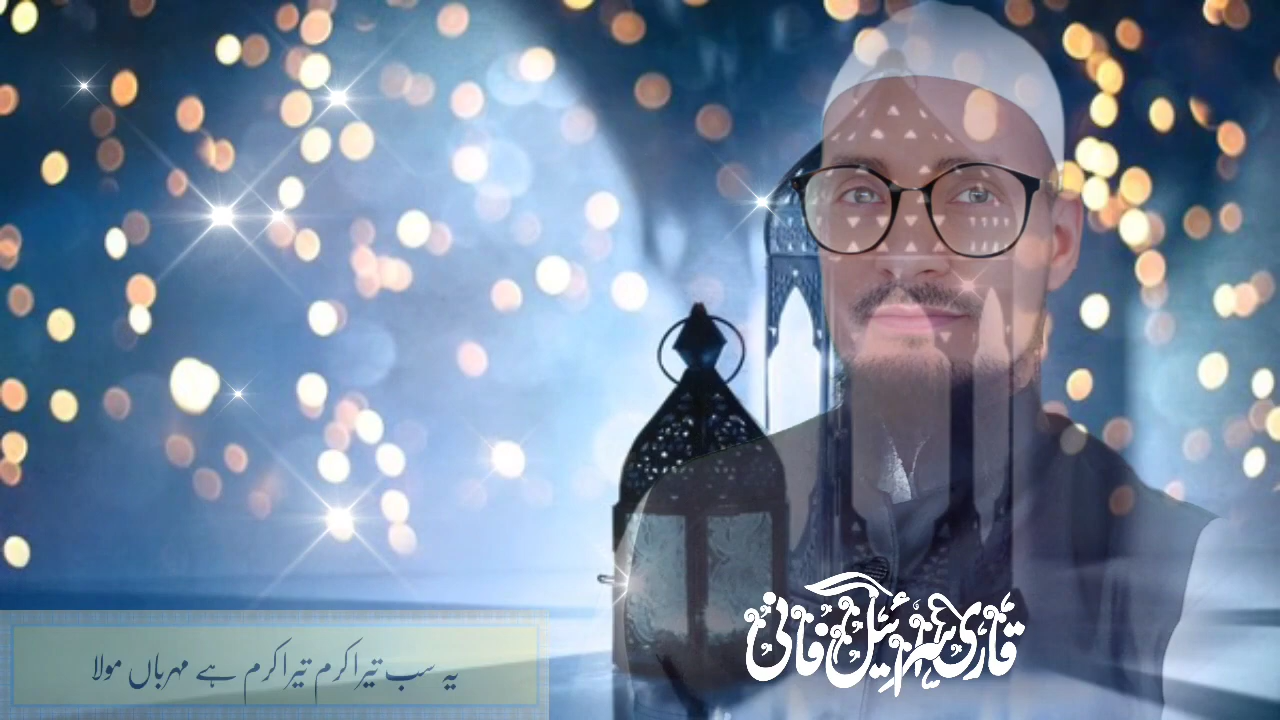 یہ سب تیرا کرم تیرا کرم ہے مہرباں مولا
قاری فانی